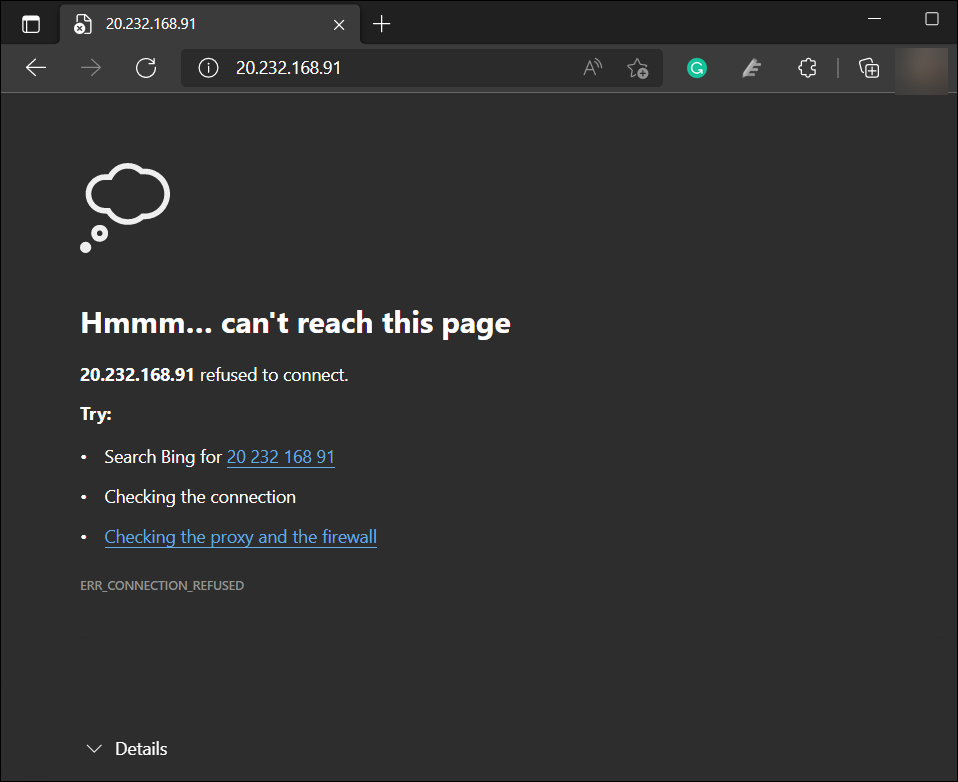 20.232.168.91
20.232.168.91
Hmmm... can't reach this page
20.232.168.91 refused to connect.
Try:
• Search Bing for 20 232 168 91
• Checking the connection
• Checking the proxy and the firewall
ERR_CONNECTION_REFUSED
Details